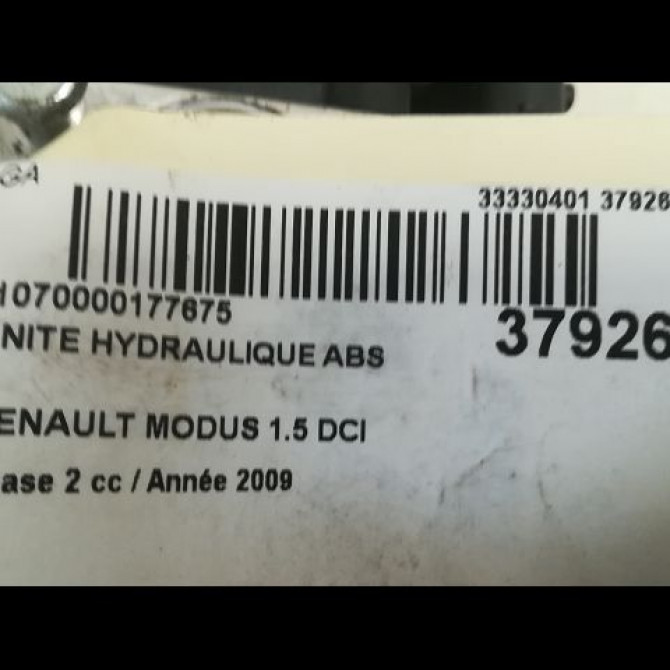 GA
33330401 37926
1070000177675
37926
NITE HYDRAULIQUE ABS
ENAULT MODUS 1.5 DCI
ase 2 cc / Année 2009